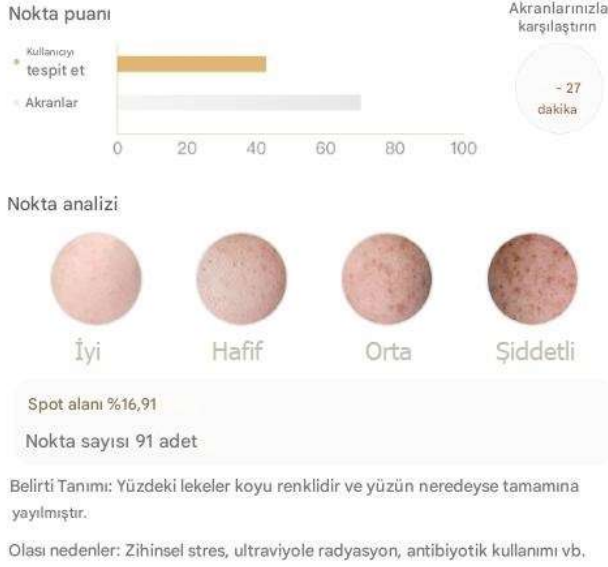 Nokta puanı
Akranlarınızla
karşılaştırın
Kullanıcıyı
tespit et
Akranlar
- 27
dakika
0 20 40 60 80 100
Nokta analizi
İyi Hafif Orta Şiddetli
Spot alanı %16,91
Nokta sayısı 91 adet
Belirti Tanımı: Yüzdeki lekeler koyu renklidir ve yüzün neredeyse tamamına
yayılmıştır.
Olası nedenler: Zihinsel stres, ultraviyole radyasyon, antibiyotik kullanımı vb.